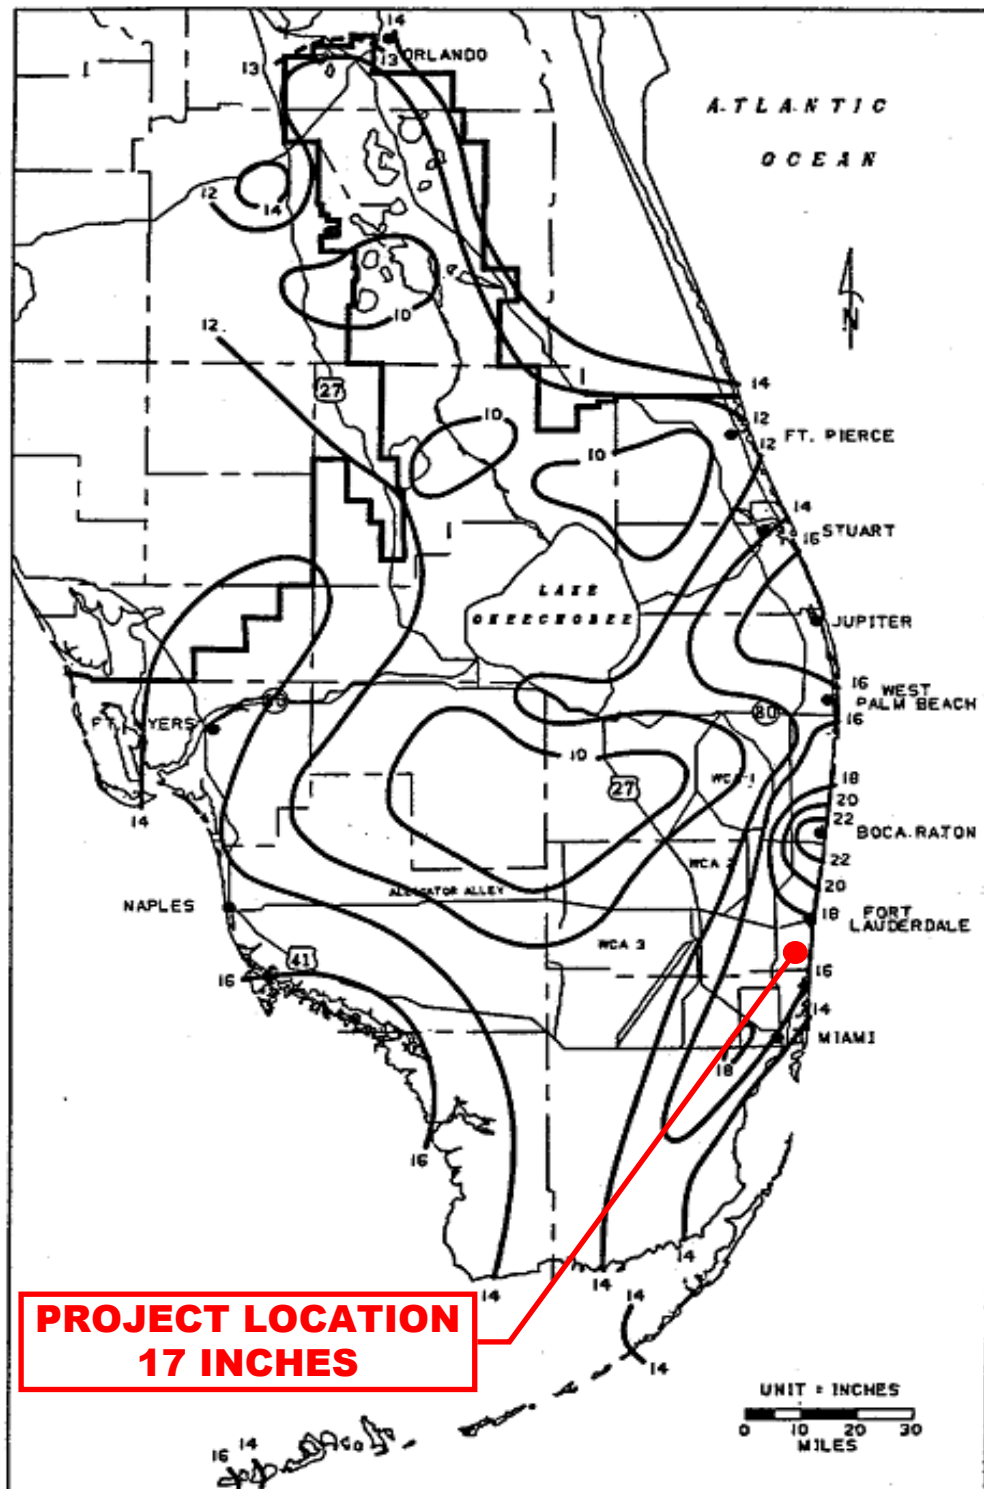 14
13
13
ORLANDO
ATLANTIC
OCEAN
12
14
10
N
12
27
14
10
12
FT. PIERCE
12
10
14
16
STUART
LAKE
OKEECHOBEE
JUPITER
16
WEST
PALM BEACH
80
16
FT. MYERS
10
WCA 1
27
18
20
22
BOCA RATON
14
WCA 2
22
20
ALLIGATOR ALLEY
NAPLES
18
FORT
LAUDERDALE
WCA 3
41
16
16
14
MIAMI
18
16
14
14
14
14
14
PROJECT LOCATION
17 INCHES
UNIT = INCHES
0 10 20 30
MILES
16
14